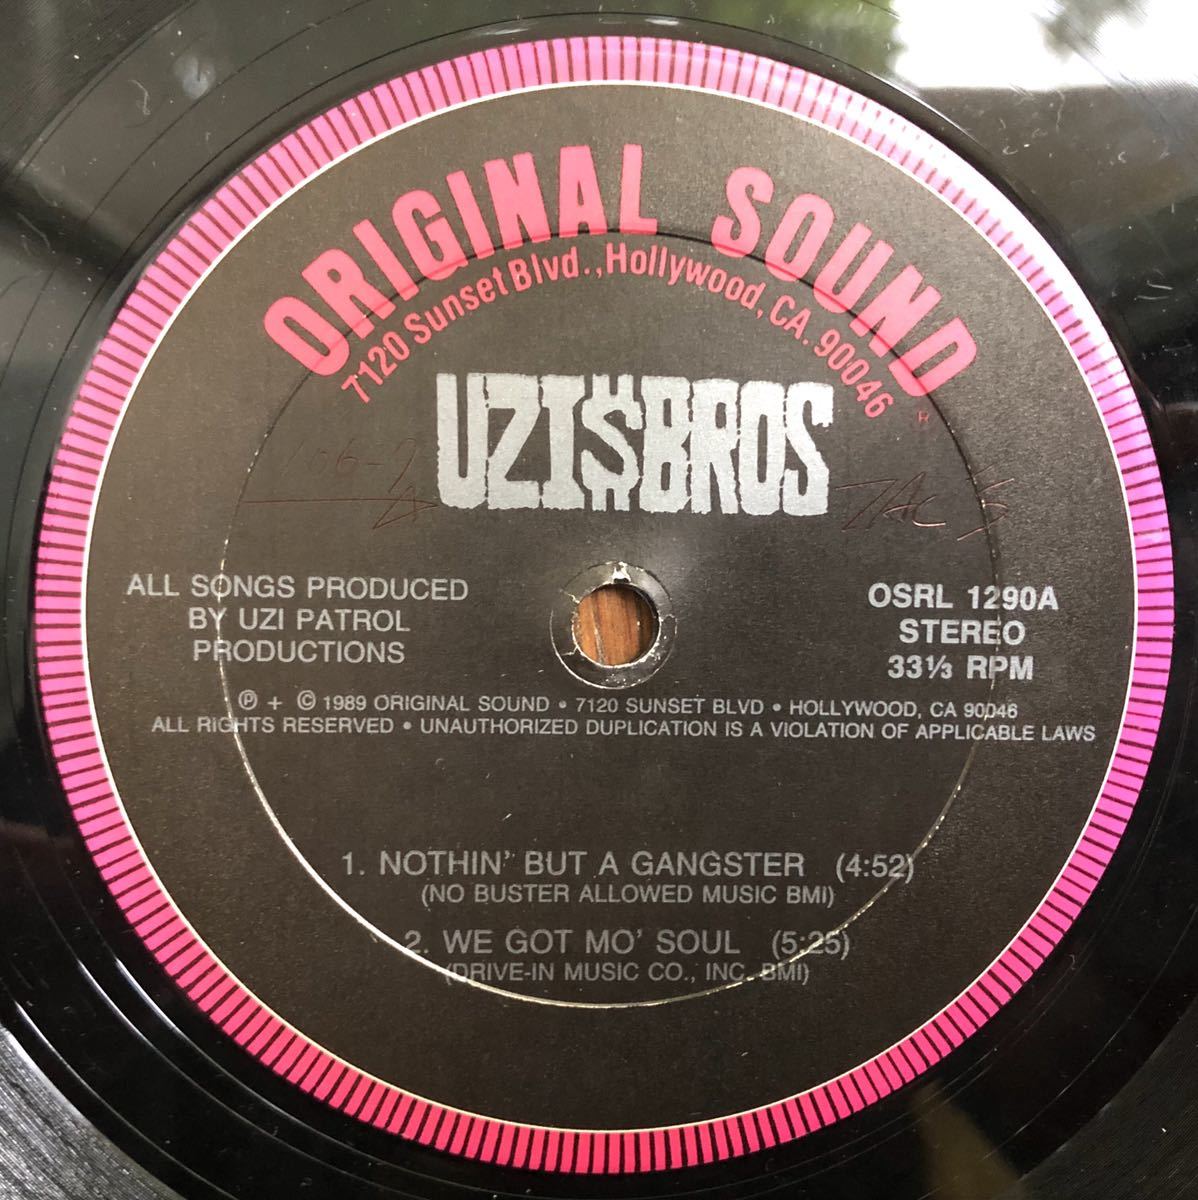 ORIGINAL SOUND
7120 Sunset Blvd., Hollywood, CA. 90046
UZI$BROS
ZAC'S
ALL SONGS PRODUCED
BY UZI PATROL
PRODUCTIONS
OSRL 1290A
STEREO
33⅓ RPM
℗ + © 1989 ORIGINAL SOUND • 7120 SUNSET BLVD • HOLLYWOOD, CA 90046
ALL RIGHTS RESERVED • UNAUTHORIZED DUPLICATION IS A VIOLATION OF APPLICABLE LAWS
1. NOTHIN' BUT A GANGSTER (4:52)
(NO BUSTER ALLOWED MUSIC BMI)
2. WE GOT MO' SOUL (5:25)
(DRIVE-IN MUSIC CO., INC. BMI)